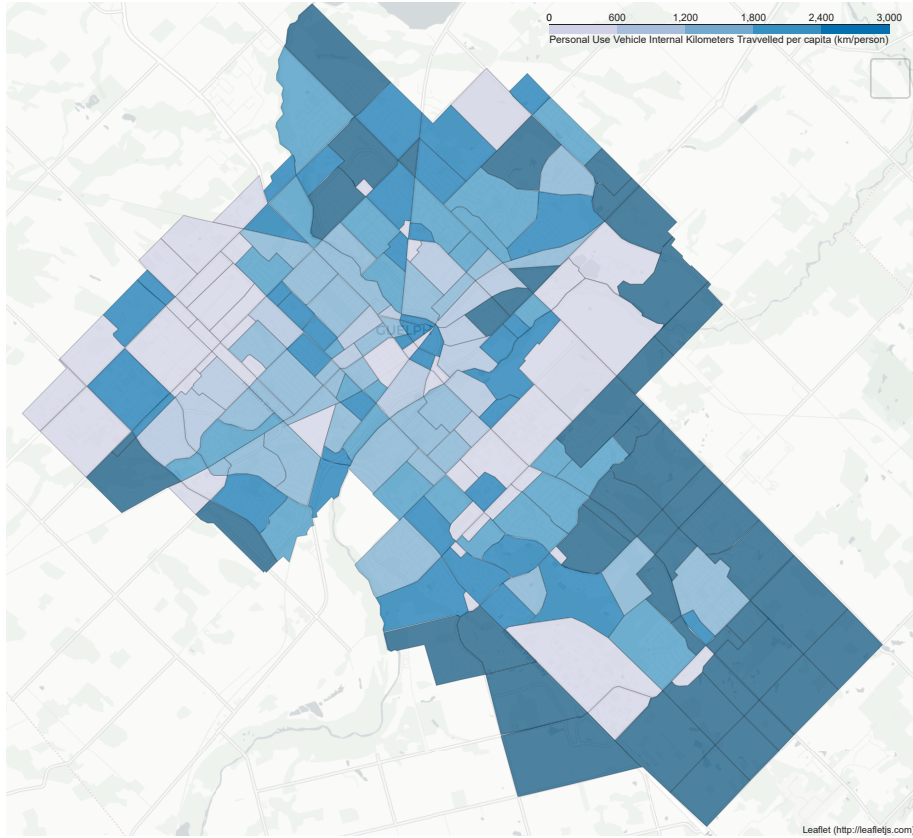 0 600 1,200 1,800 2,400 3,000
Personal Use Vehicle Internal Kilometers Travvelled per capita (km/person)
GUELPH
Leaflet (http://leafletjs.com)